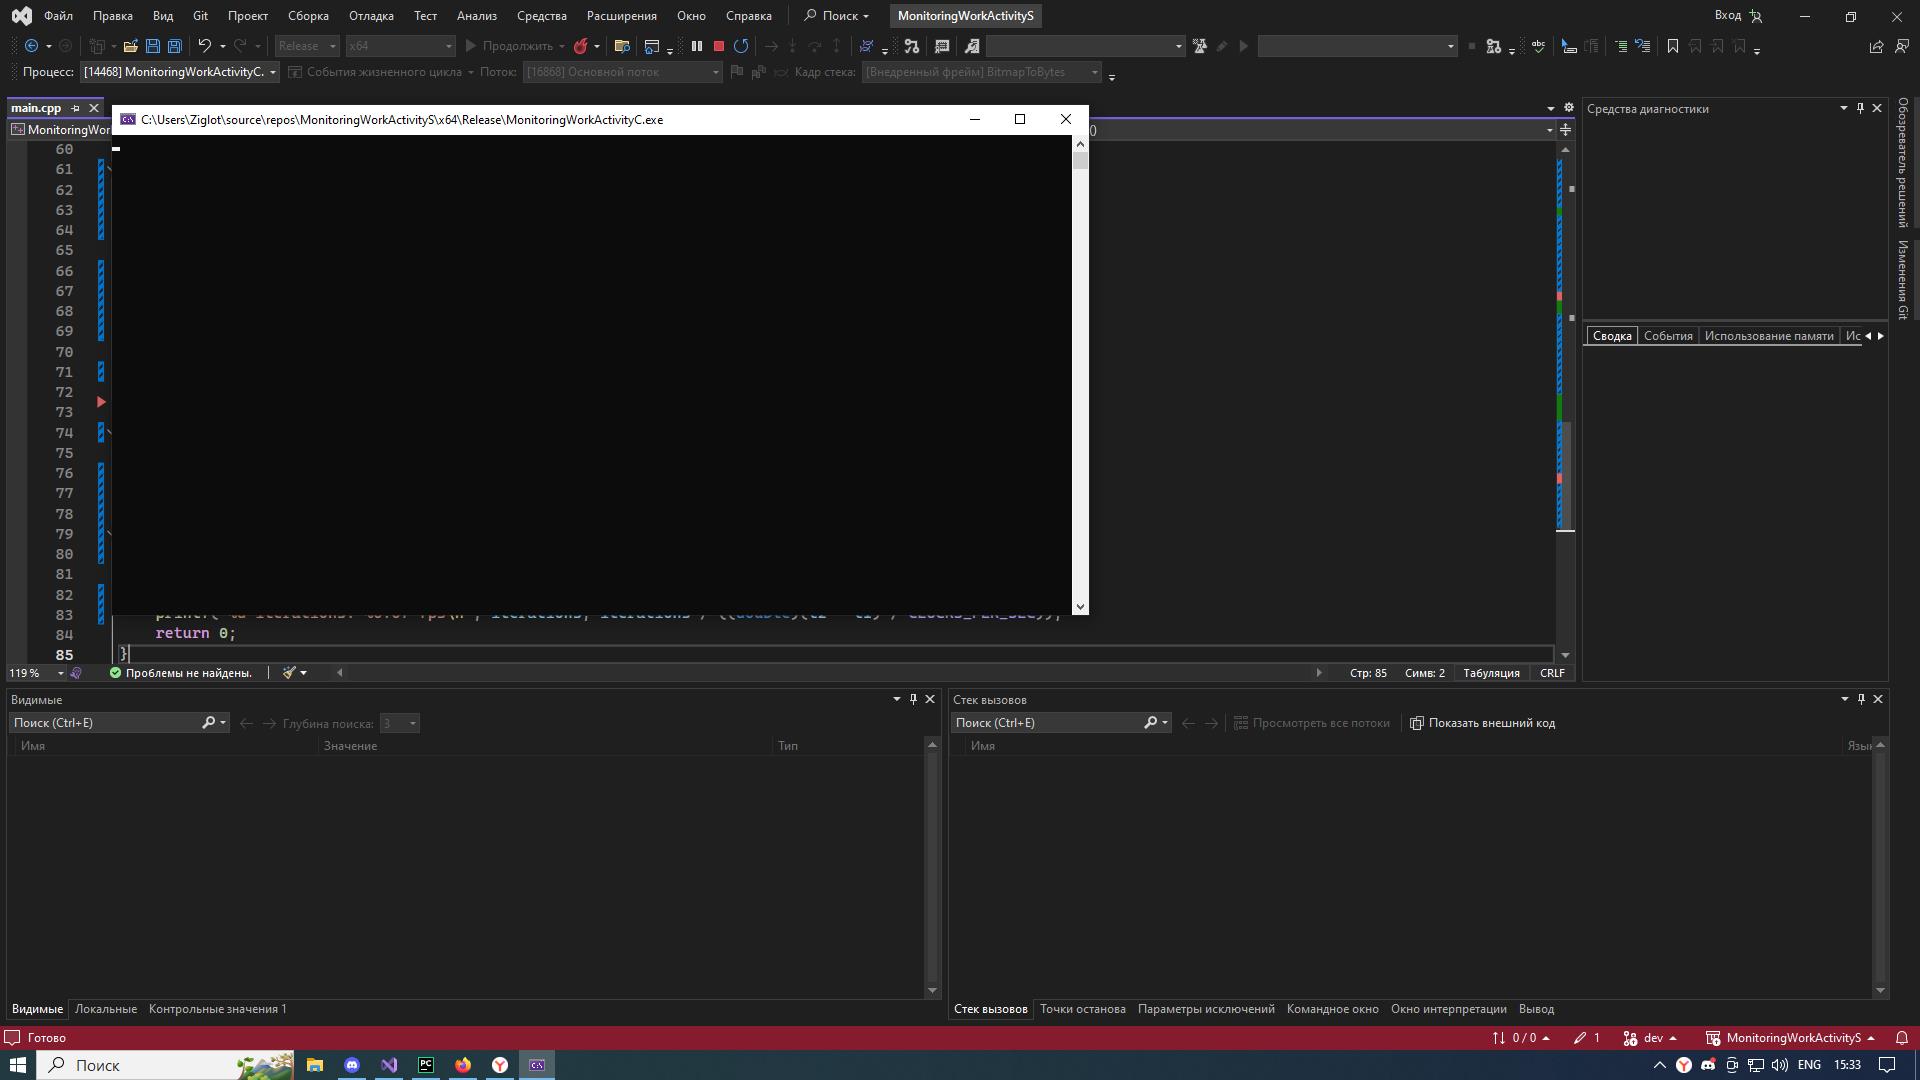 Файл Правка Вид Git Проект Сборка Отладка Тест Анализ Средства Расширения Окно Справка Поиск MonitoringWorkActivityS Вход
Release x64 Продолжить
Процесс: [14468] MonitoringWorkActivityC. События жизненного цикла Поток: [16868] Основной поток Кадр стека: [Внедренный фрейм] BitmapToBytes
main.cpp
C:\Users\Ziglot\source\repos\MonitoringWorkActivityS\x64\Release\MonitoringWorkActivityC.exe
MonitoringWor
()
Средства диагностики
Обозреватель решений
Изменения Git
Сводка События Использование памяти Ис
60
61
62
63
64
65
66
67
68
69
70
71
72
73
74
75
76
77
78
79
80
81
82
83
84 return 0;
85 }
119 % Проблемы не найдены. Стр: 85 Симв: 2 Табуляция CRLF
Видимые
Поиск (Ctrl+E) Глубина поиска: 3
Имя Значение Тип
Видимые Локальные Контрольные значения 1
Стек вызовов
Поиск (Ctrl+E) Просмотреть все потоки Показать внешний код
Имя Язык
Стек вызовов Точки останова Параметры исключений Командное окно Окно интерпретации Вывод
Готово 0 / 0 1 dev MonitoringWorkActivityS
Поиск ENG 15:33